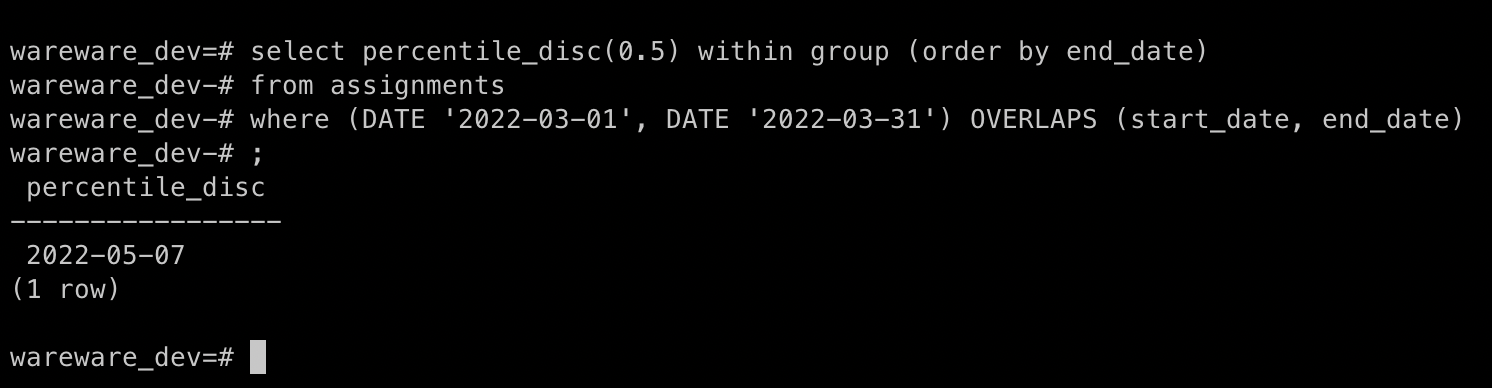 wareware_dev=# select percentile_disc(0.5) within group (order by end_date)
wareware_dev-# from assignments
wareware_dev-# where (DATE '2022-03-01', DATE '2022-03-31') OVERLAPS (start_date, end_date)
wareware_dev-# ;
 percentile_disc
-----------------
 2022-05-07
(1 row)
wareware_dev=#